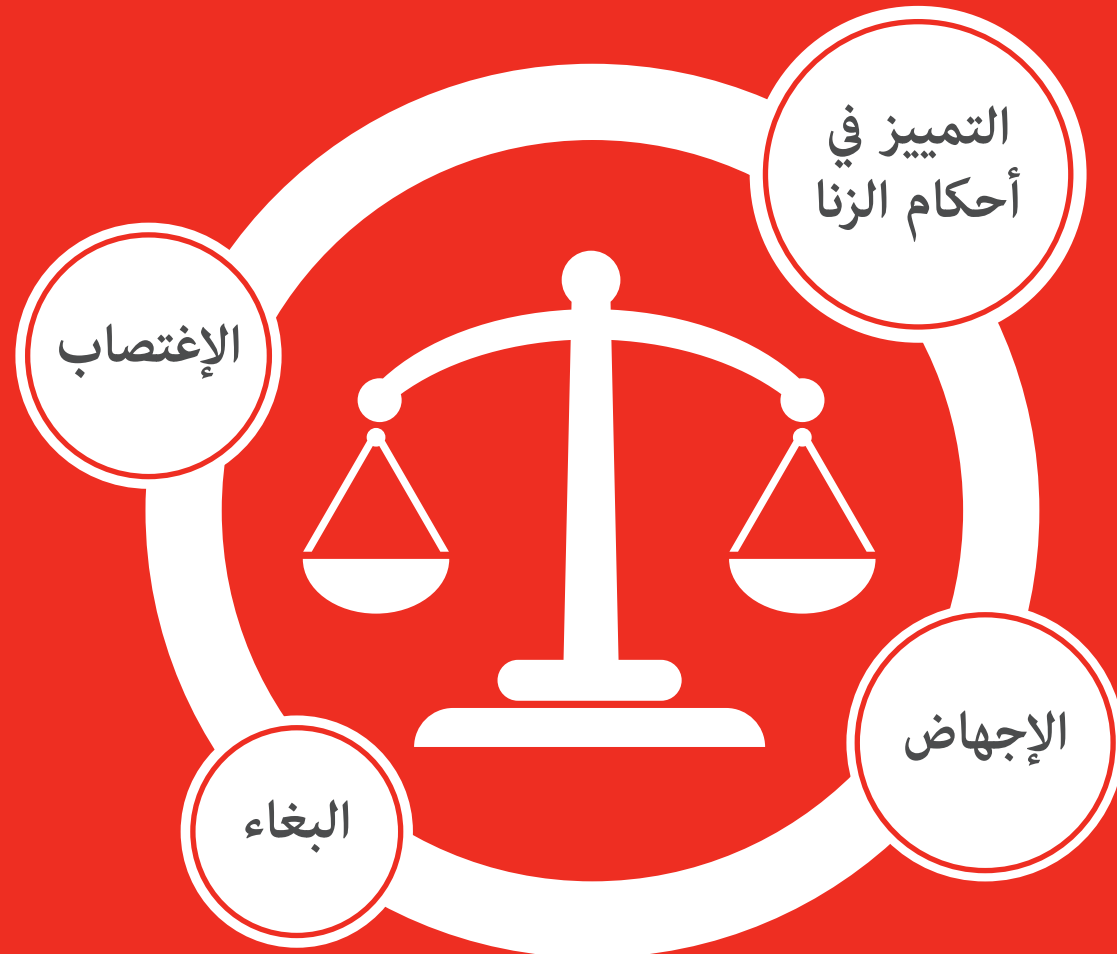 التمييز في
أحكام الزنا
الإغتصاب
الإجهاض
البغاء